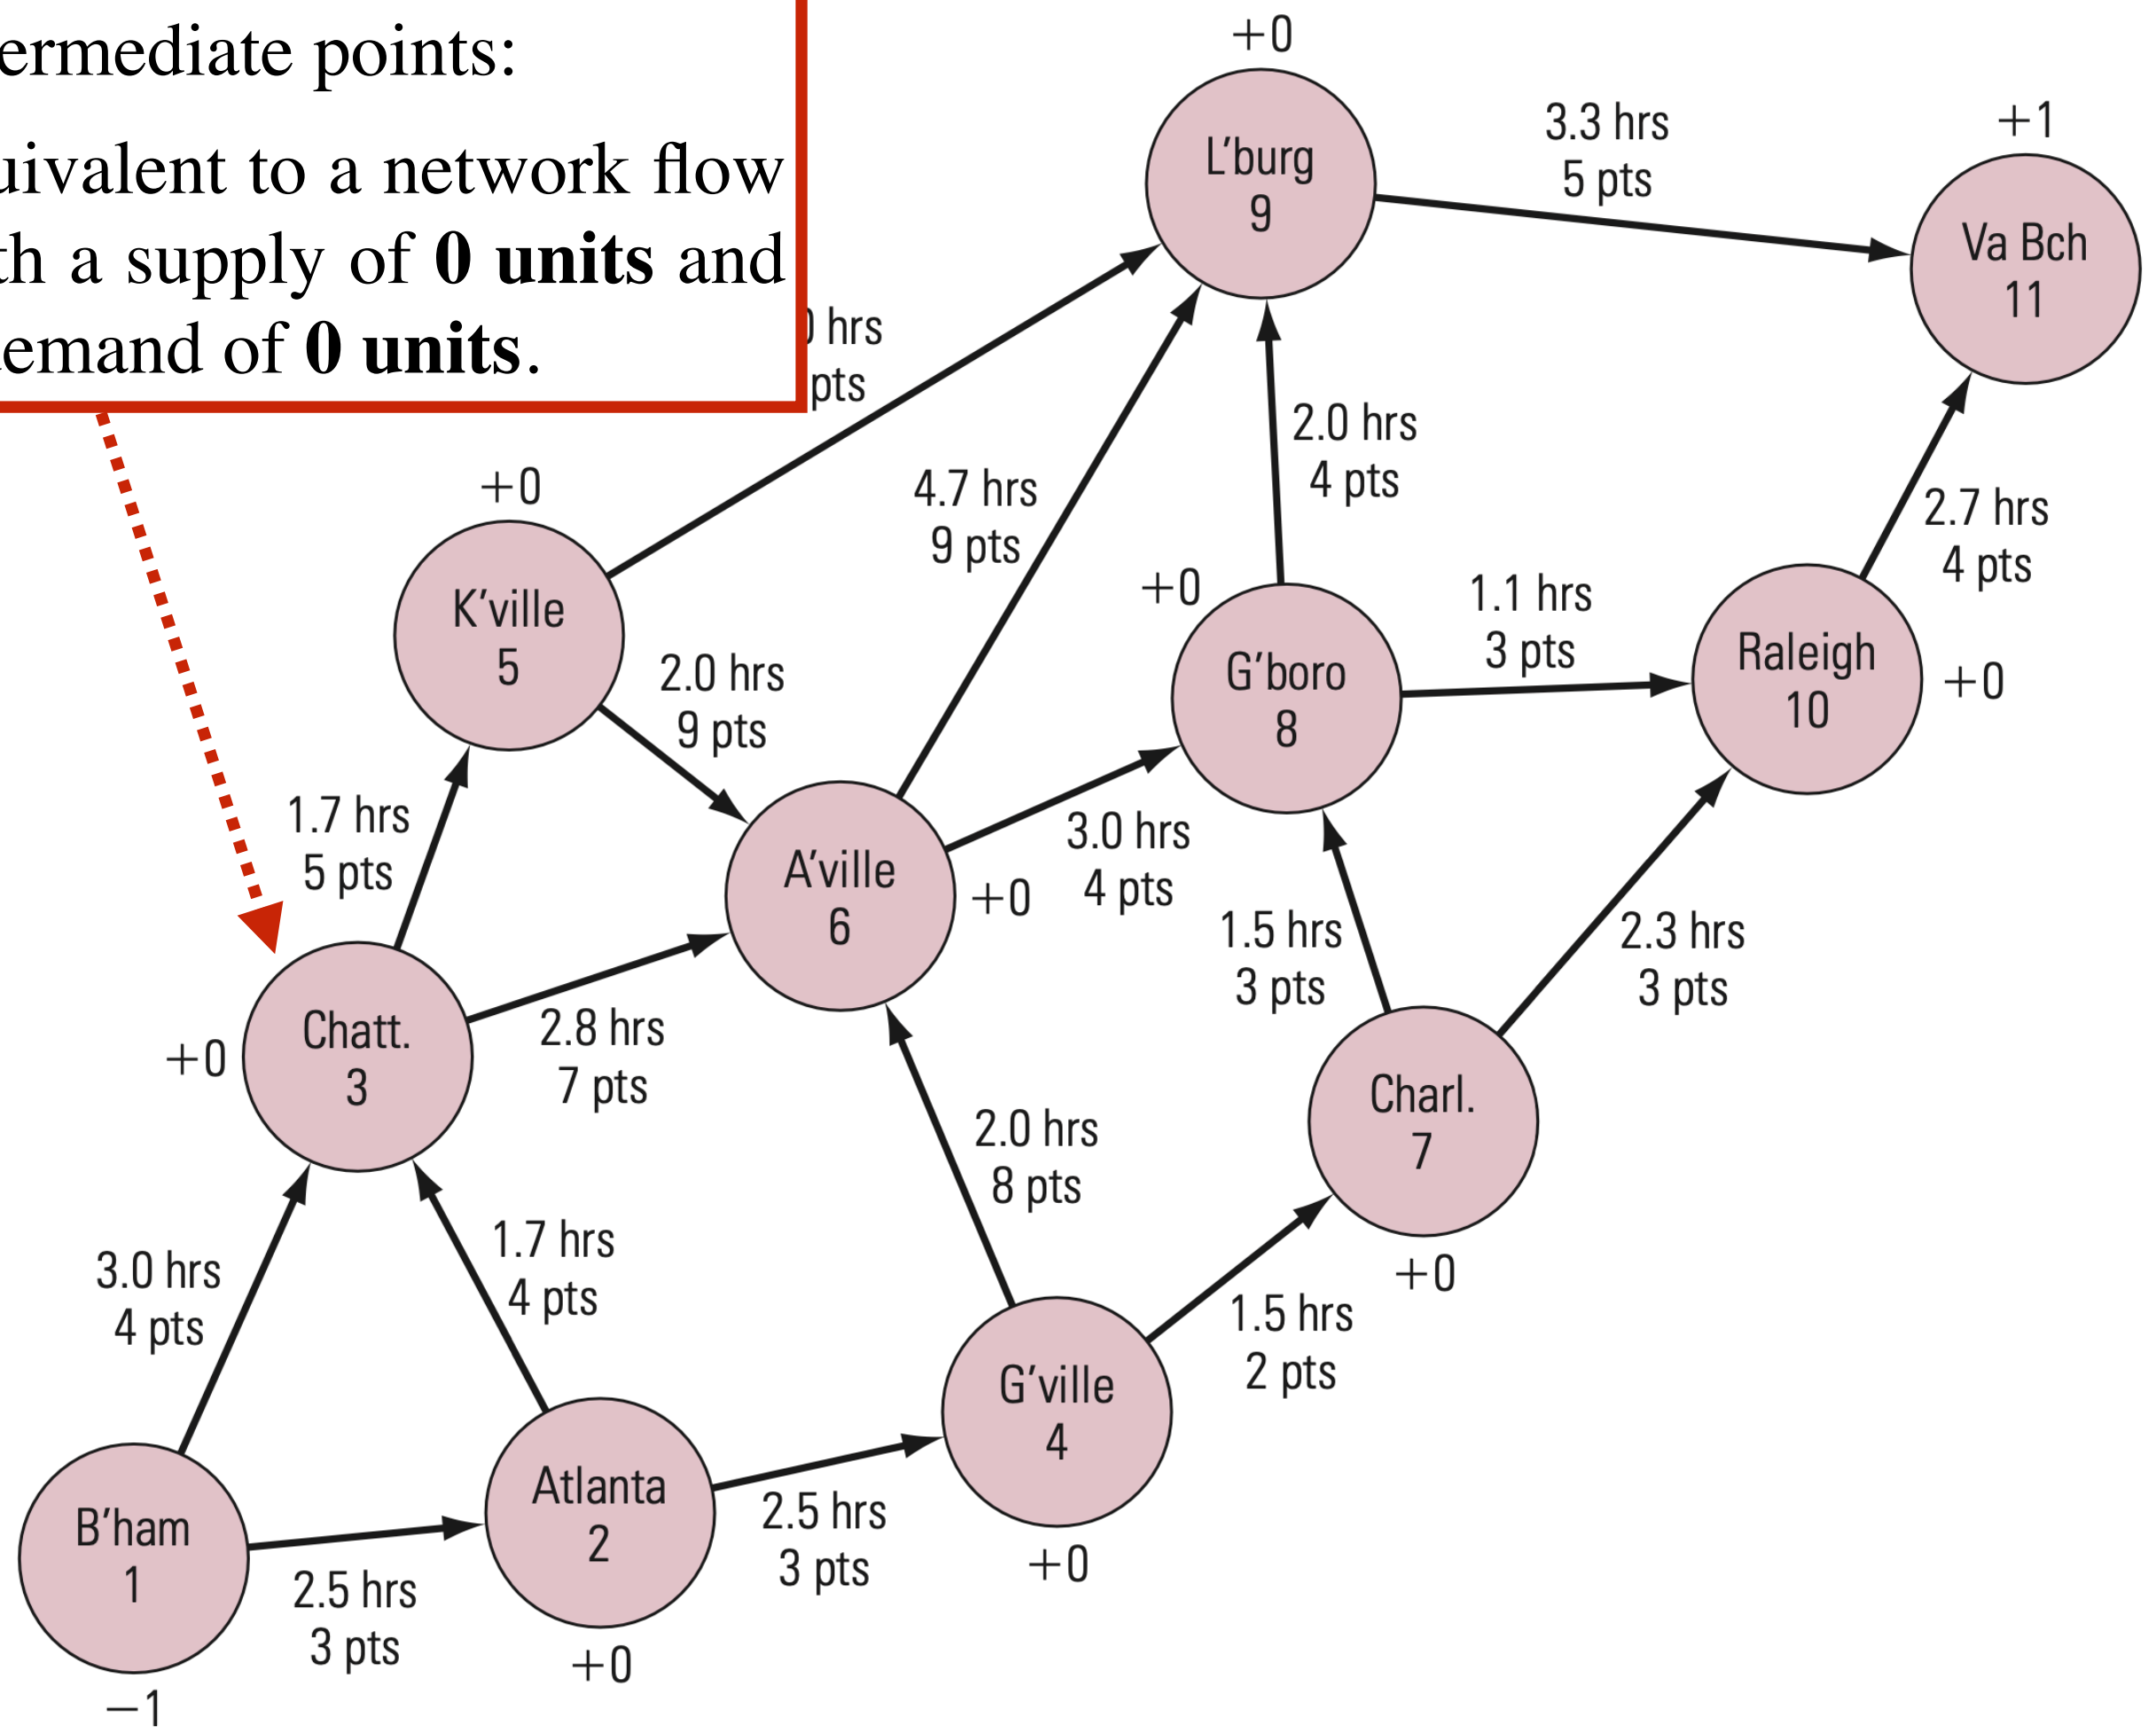 ermediate points:
uivalent to a network flow
th a supply of 0 units and
emand of 0 units.
+0
L'burg
9
3.3 hrs
5 pts
+1
Va Bch
11
hrs
pts
2.0 hrs
4 pts
4.7 hrs
9 pts
2.7 hrs
4 pts
+0
K'ville
5
2.0 hrs
9 pts
+0
G'boro
8
1.1 hrs
3 pts
Raleigh
10
+0
1.7 hrs
5 pts
A'ville
6
+0
3.0 hrs
4 pts
1.5 hrs
3 pts
2.3 hrs
3 pts
+0
Chatt.
3
2.8 hrs
7 pts
Charl.
7
+0
2.0 hrs
8 pts
3.0 hrs
4 pts
1.7 hrs
4 pts
1.5 hrs
2 pts
G'ville
4
+0
Atlanta
2
+0
2.5 hrs
3 pts
B'ham
1
−1
2.5 hrs
3 pts